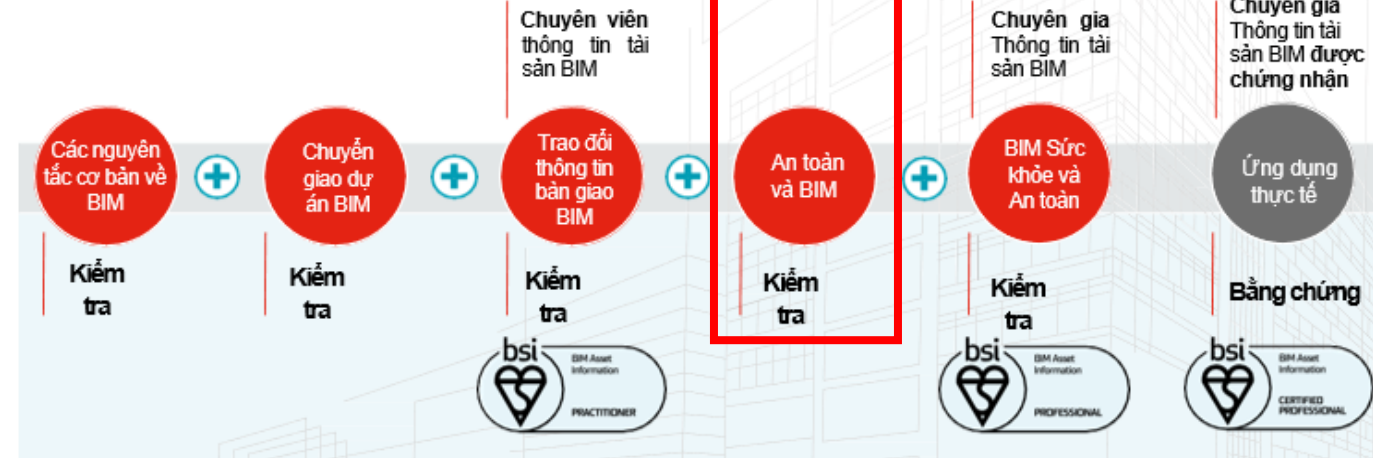 Chuyên viên
thông tin tài
sản BIM
Chuyên gia
Thông tin tài
sản BIM
Chuyên gia
Thông tin tài
sản BIM được
chứng nhận
Các nguyên
tắc cơ bản về
BIM
Chuyển
giao dự
án BIM
Trao đổi
thông tin
bàn giao
BIM
An toàn
và BIM
BIM Sức
khỏe và
An toàn
Ứng dụng
thực tế
Kiểm
tra
Kiểm
tra
Kiểm
tra
Kiểm
tra
Kiểm
tra
Bằng chứng
bsi
BIM Asset
Information
PRACTITIONER
bsi
BIM Asset
Information
PROFESSIONAL
bsi
BIM Asset
Information
CERTIFIED
PROFESSIONAL